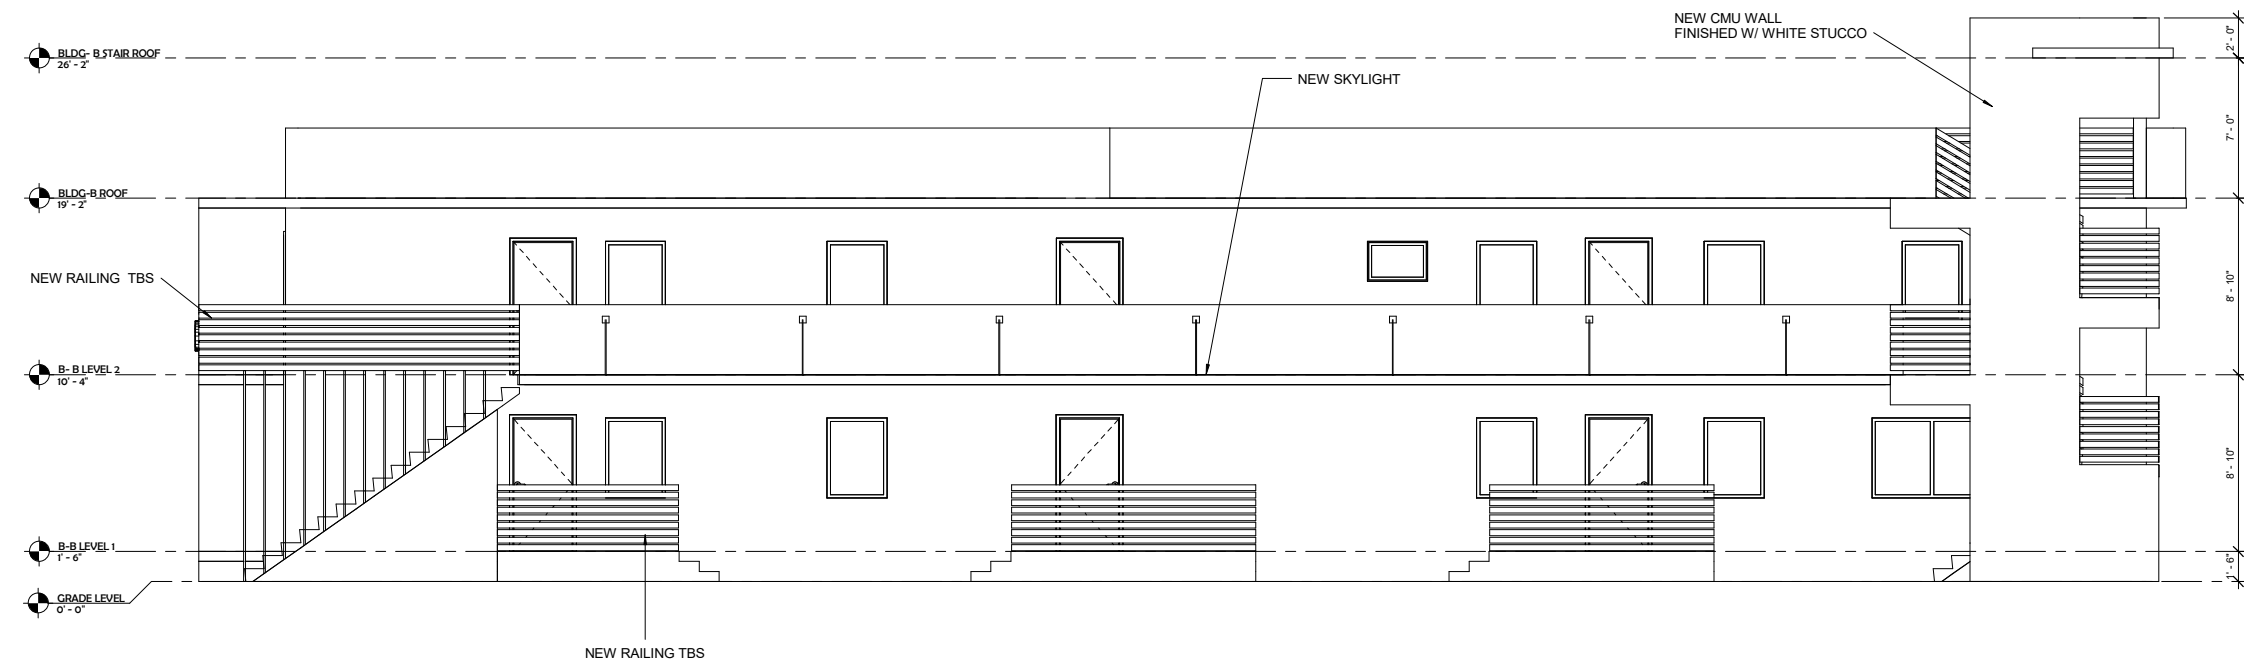 NEW CMU WALL
FINISHED W/ WHITE STUCCO
2' - 0"
BLDG- B STAIR ROOF
26' - 2"
NEW SKYLIGHT
7' - 0"
BLDG-B ROOF
19' - 2"
NEW RAILING TBS
8' - 10"
B- B LEVEL 2
10' - 4"
8' - 10"
B-B LEVEL 1
1' - 6"
1' - 6"
GRADE LEVEL
0' - 0"
NEW RAILING TBS